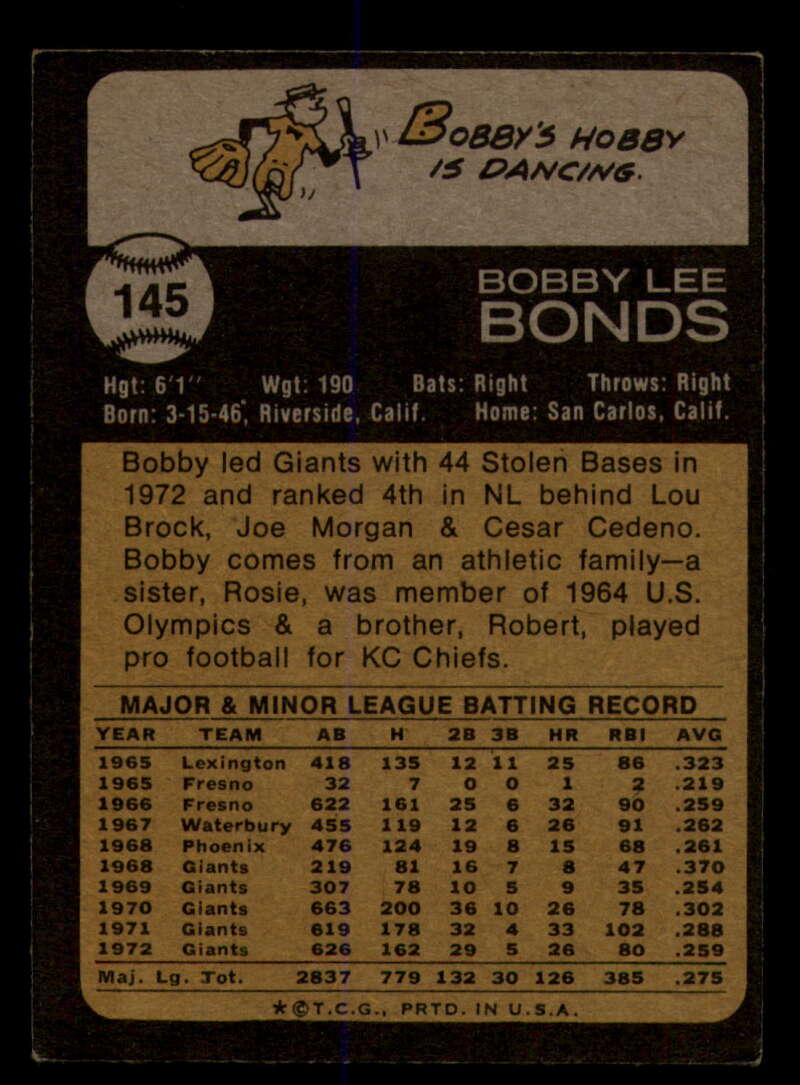 BOBBY'S HOBBY
IS DANCING.
145
BOBBY LEE
BONDS
Hgt: 6'1" Wgt: 190 Bats: Right Throws: Right
Born: 3-15-46, Riverside, Calif. Home: San Carlos, Calif.
Bobby led Giants with 44 Stolen Bases in
1972 and ranked 4th in NL behind Lou
Brock, Joe Morgan & Cesar Cedeno.
Bobby comes from an athletic family—a
sister, Rosie, was member of 1964 U.S.
Olympics & a brother, Robert, played
pro football for KC Chiefs.
MAJOR & MINOR LEAGUE BATTING RECORD
YEAR TEAM AB H 2B 3B HR RBI AVG
1965 Lexington 418 135 12 11 25 86 .323
1965 Fresno 32 7 0 0 1 2 .219
1966 Fresno 622 161 25 6 32 90 .259
1967 Waterbury 455 119 12 6 26 91 .262
1968 Phoenix 476 124 19 8 15 68 .261
1968 Giants 219 81 16 7 8 47 .370
1969 Giants 307 78 10 5 9 35 .254
1970 Giants 663 200 36 10 26 78 .302
1971 Giants 619 178 32 4 33 102 .288
1972 Giants 626 162 29 5 26 80 .259
Maj. Lg. Tot. 2837 779 132 30 126 385 .275
*©T.C.G., PRTD. IN U.S.A.